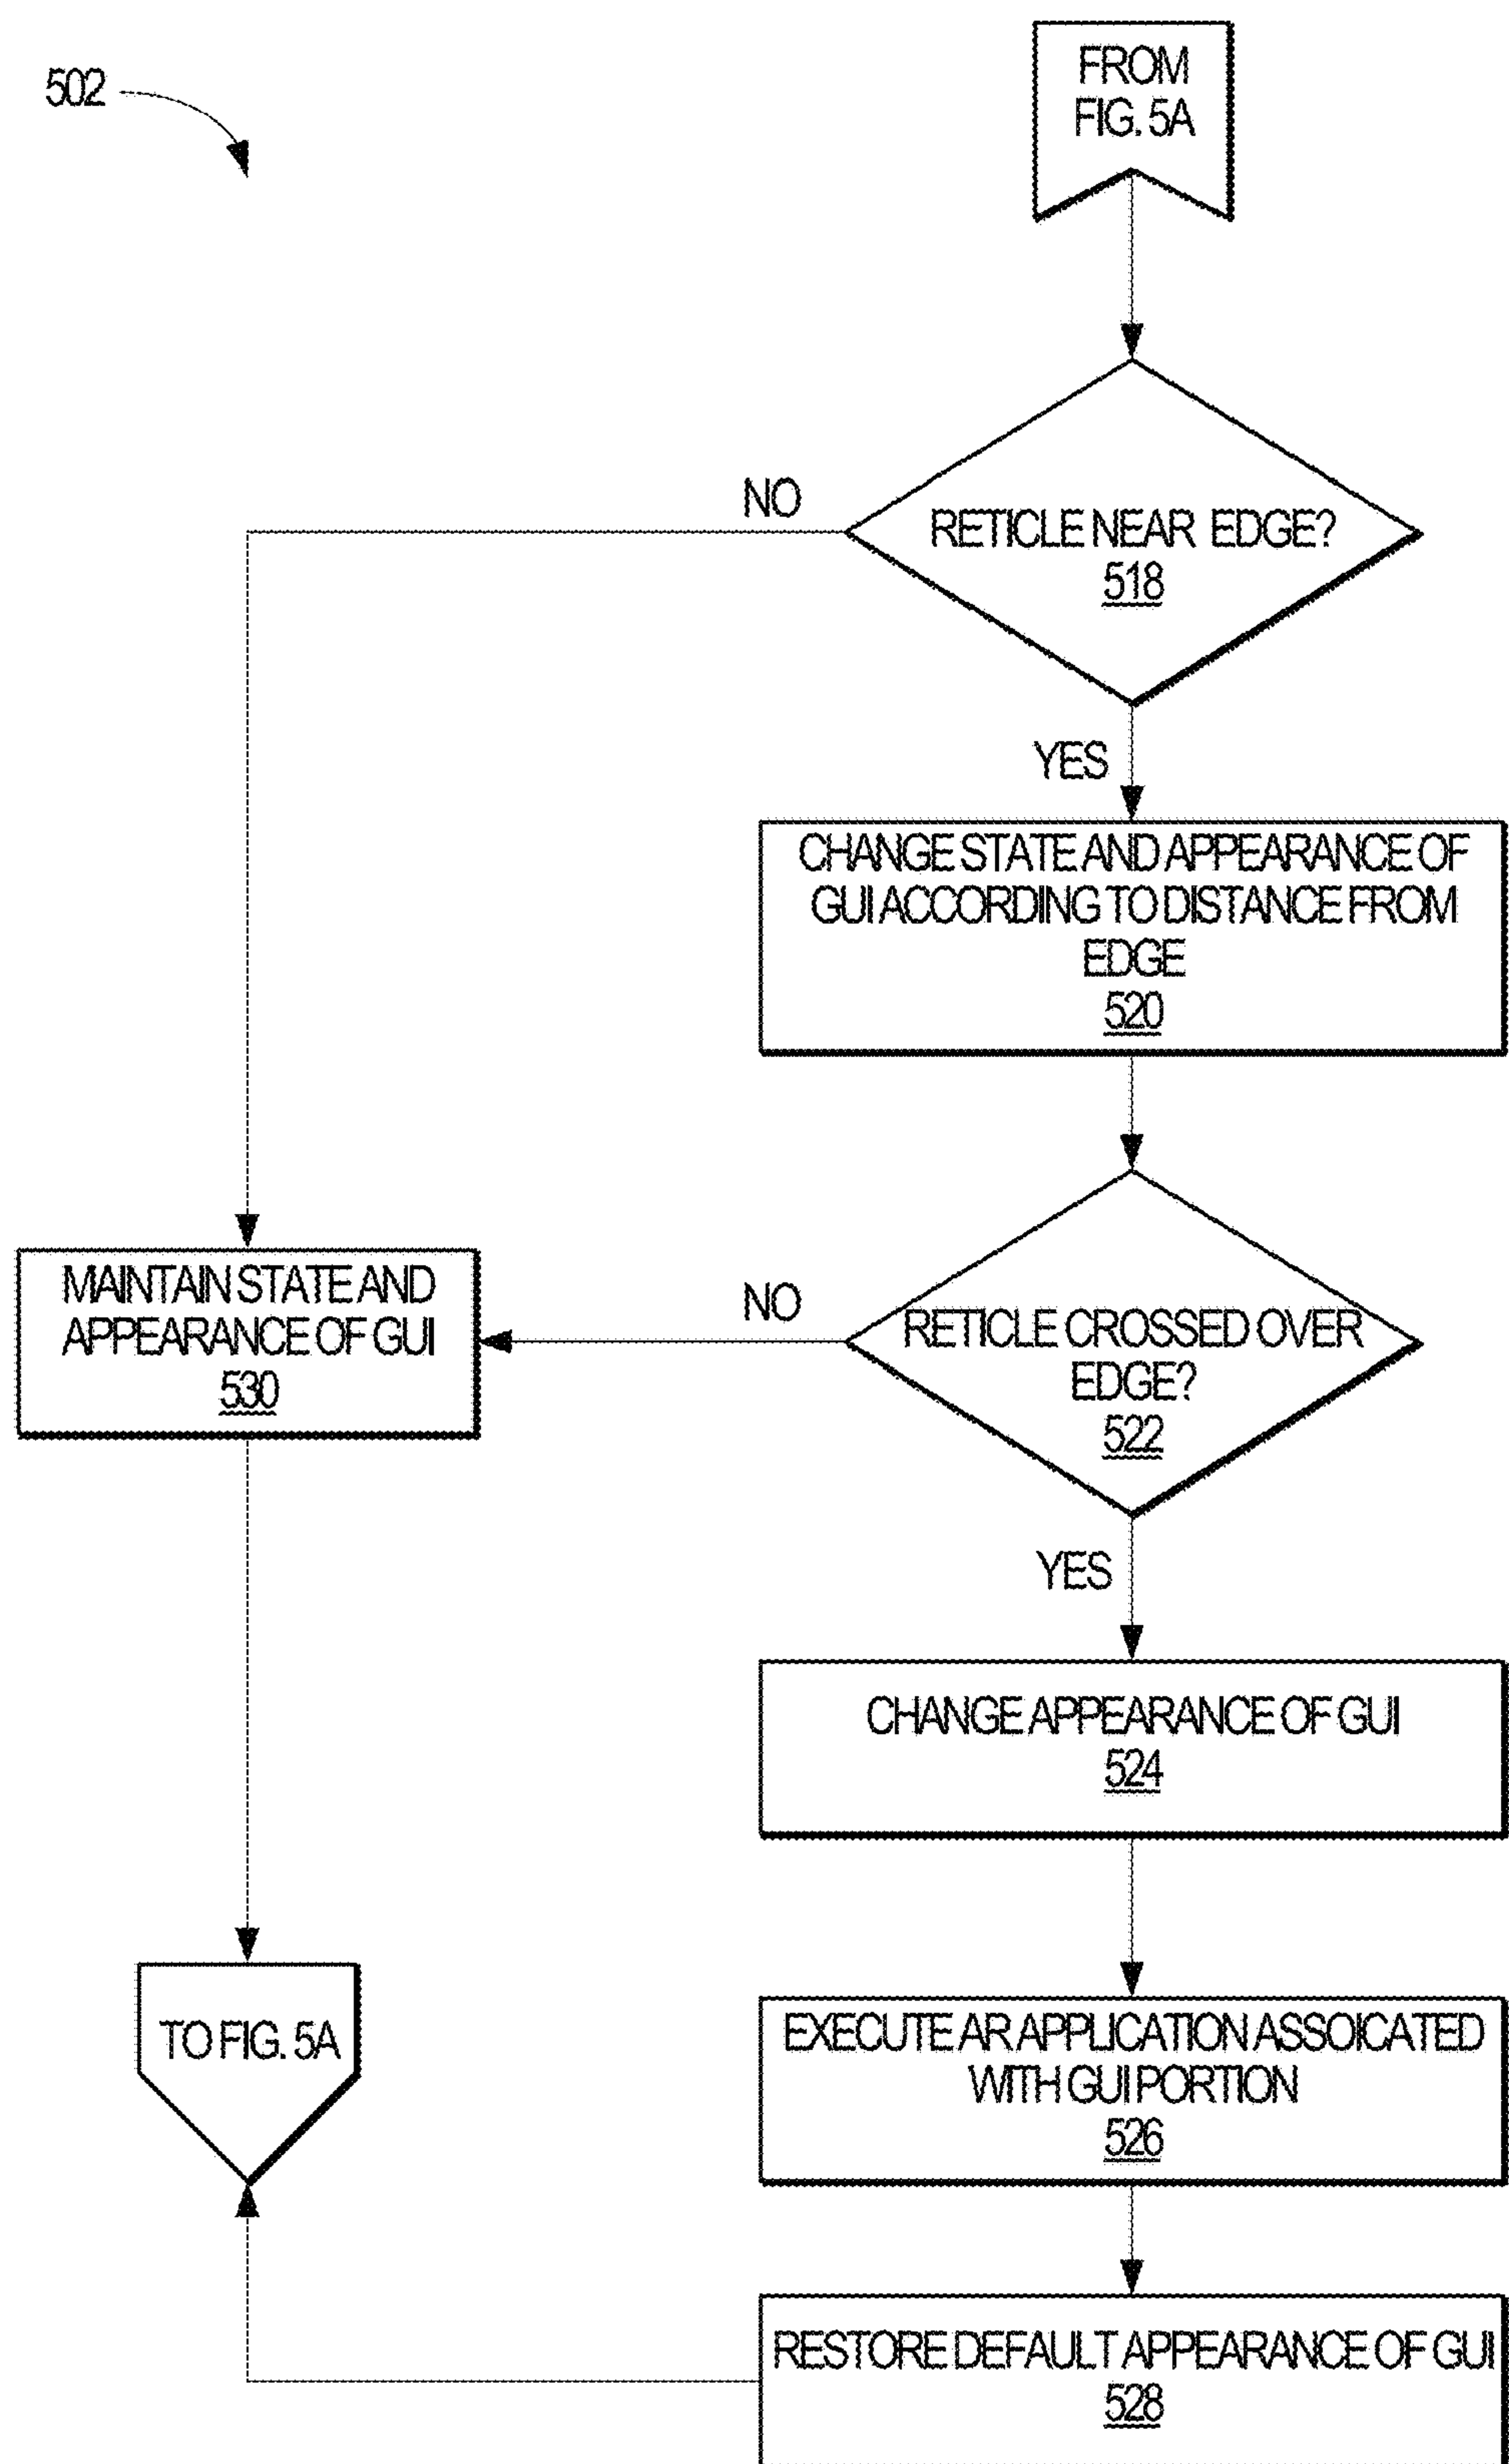 502
FROM
FIG. 5A
NO
RETICLE NEAR EDGE?
518
YES
CHANGE STATE AND APPEARANCE OF
GUI ACCORDING TO DISTANCE FROM
EDGE
520
MAINTAIN STATE AND
APPEARANCE OF GUI
530
NO
RETICLE CROSSED OVER
EDGE?
522
YES
CHANGE APPEARANCE OF GUI
524
TO FIG. 5A
EXECUTE AR APPLICATION ASSOICATED
WITH GUI PORTION
526
RESTORE DEFAULT APPEARANCE OF GUI
528